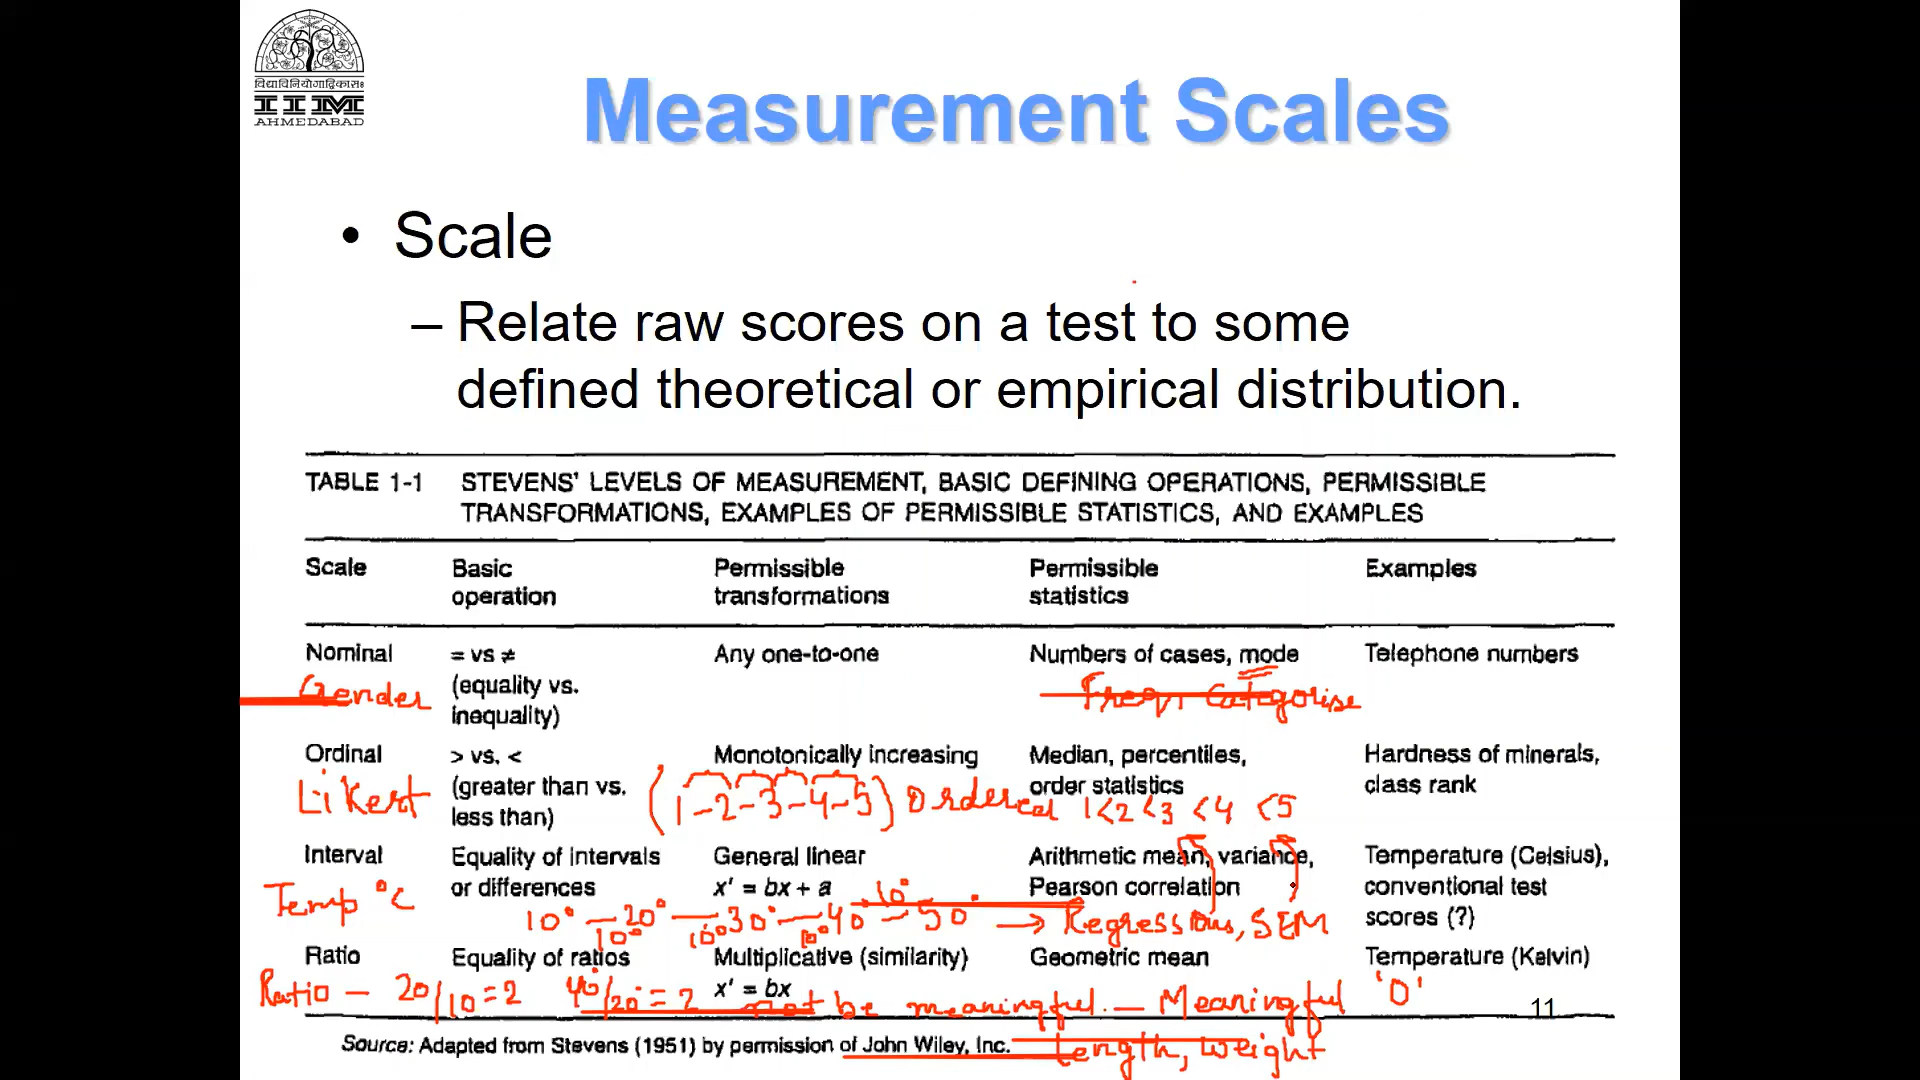 विद्याविनियोगाद्विकासः
IIM
AHMEDABAD
Measurement Scales
• Scale
– Relate raw scores on a test to some
defined theoretical or empirical distribution.
TABLE 1-1 STEVENS' LEVELS OF MEASUREMENT, BASIC DEFINING OPERATIONS, PERMISSIBLE
TRANSFORMATIONS, EXAMPLES OF PERMISSIBLE STATISTICS, AND EXAMPLES
Scale Basic Permissible Permissible Examples
operation transformations statistics
Nominal = vs ≠ Any one-to-one Numbers of cases, mode Telephone numbers
Gender (equality vs. Freqn Categorise
inequality)
Ordinal > vs. < Monotonically increasing Median, percentiles, Hardness of minerals,
Likert (greater than vs. order statistics class rank
less than) (1-2-3-4-5) Ordered 1<2<3<4<5
Interval Equality of intervals General linear Arithmetic mean, variance, Temperature (Celsius),
Temp °C or differences x' = bx + a 10° Pearson correlation conventional test
10° – 20° – 30° – 40 – 50° → Regressions, SEM scores (?)
10° 10° 10°
Ratio Equality of ratios Multiplicative (similarity) Geometric mean Temperature (Kelvin)
Ratio – 20/10 = 2 40°/20° = 2 x' = bx not be meaningful. – Meaningful '0' 11
Source: Adapted from Stevens (1951) by permission of John Wiley, Inc. Length, weight